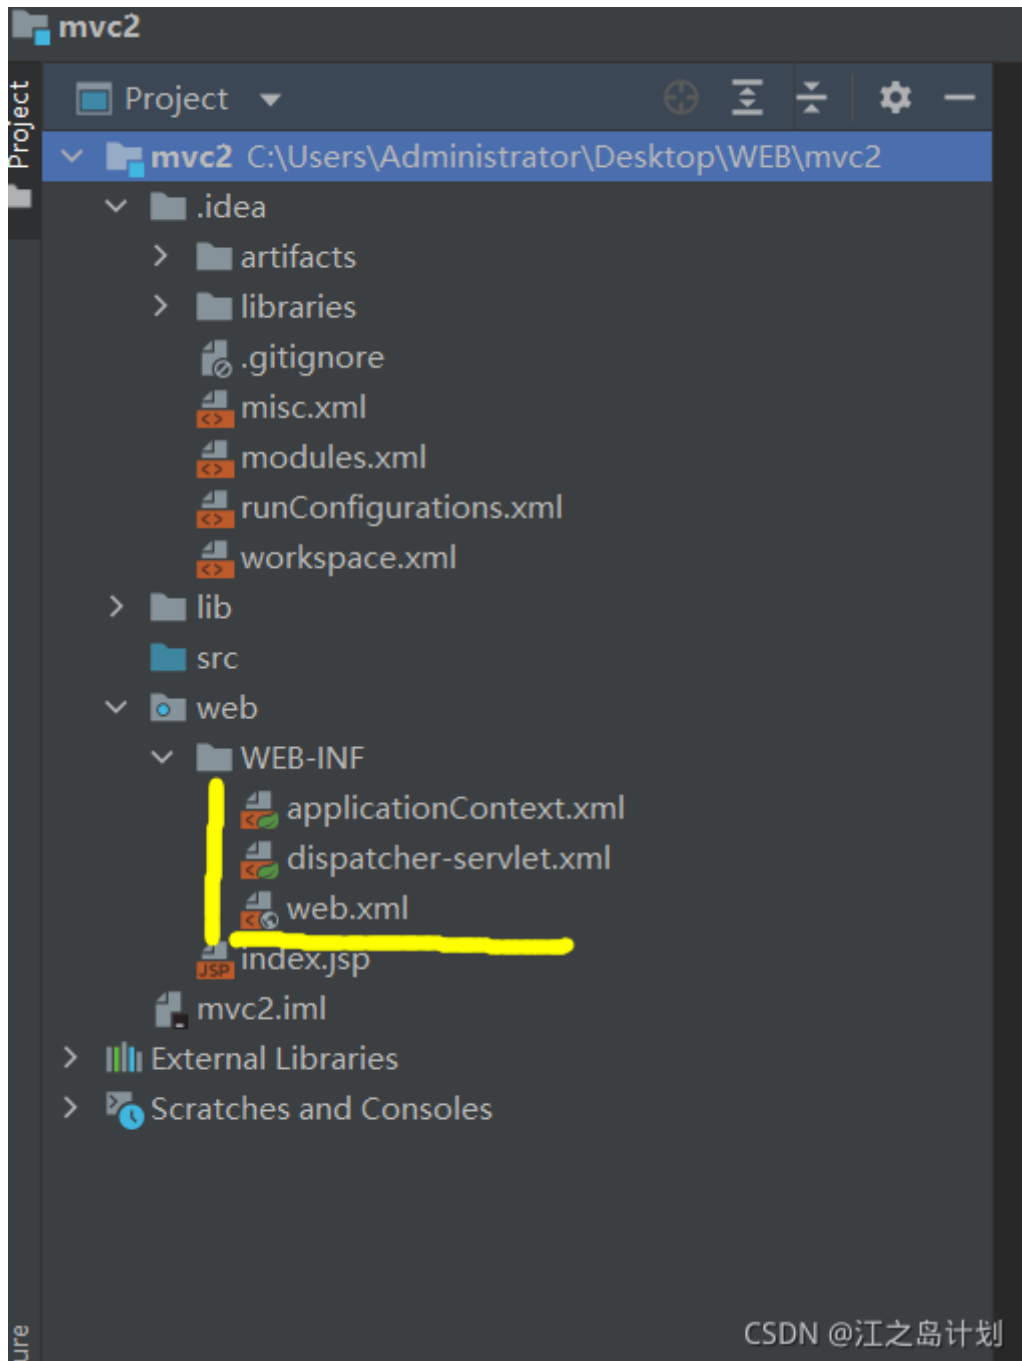 mvc2
Project
Project
mvc2 C:\Users\Administrator\Desktop\WEB\mvc2
.idea
artifacts
libraries
.gitignore
misc.xml
modules.xml
runConfigurations.xml
workspace.xml
lib
src
web
WEB-INF
applicationContext.xml
dispatcher-servlet.xml
web.xml
index.jsp
JSP
mvc2.iml
External Libraries
Scratches and Consoles
ure
CSDN @江之岛计划